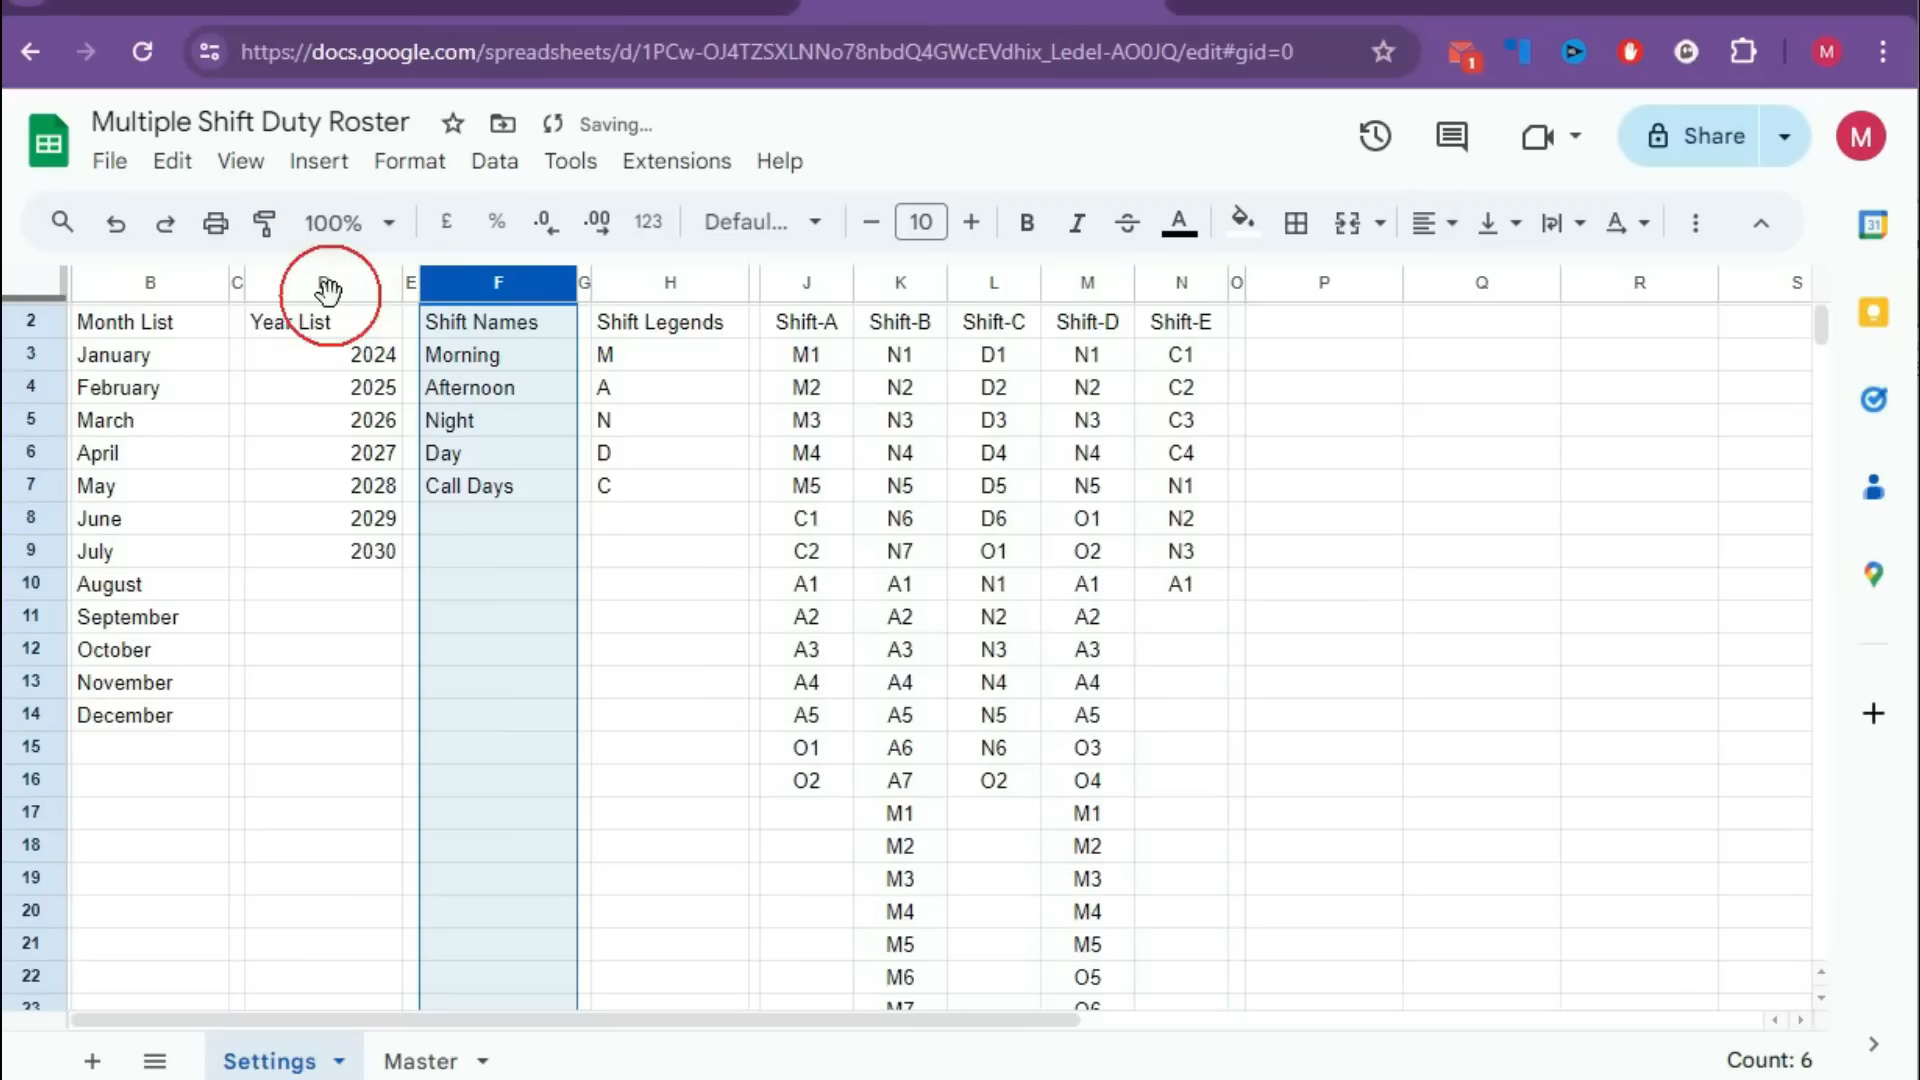 https://docs.google.com/spreadsheets/d/1PCw-OJ4TZSXLNNo78nbdQ4GWcEVdhix_Ledel-AO0JQ/edit#gid=0 1 M
Multiple Shift Duty Roster Saving... Share M
File Edit View Insert Format Data Tools Extensions Help
100% £ % .0 .00 123 Defaul... 10 B I A A 31
B C E F G H J K L M N O P Q R S
2 Month List Year List Shift Names Shift Legends Shift-A Shift-B Shift-C Shift-D Shift-E
3 January 2024 Morning M M1 N1 D1 N1 C1
4 February 2025 Afternoon A M2 N2 D2 N2 C2
5 March 2026 Night N M3 N3 D3 N3 C3
6 April 2027 Day D M4 N4 D4 N4 C4
7 May 2028 Call Days C M5 N5 D5 N5 N1
8 June 2029 C1 N6 D6 O1 N2
9 July 2030 C2 N7 O1 O2 N3
10 August A1 A1 N1 A1 A1
11 September A2 A2 N2 A2
12 October A3 A3 N3 A3
13 November A4 A4 N4 A4
14 December A5 A5 N5 A5
15 O1 A6 N6 O3
16 O2 A7 O2 O4
17 M1 M1
18 M2 M2
19 M3 M3
20 M4 M4
21 M5 M5
22 M6 O5
23 M7 O6
Settings Master Count: 6